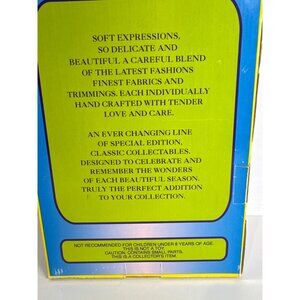 SOFT EXPRESSIONS,
SO DELICATE AND
BEAUTIFUL A CAREFUL BLEND
OF THE LATEST FASHIONS
FINEST FABRICS AND
TRIMMINGS. EACH INDIVIDUALLY
HAND CRAFTED WITH TENDER
LOVE AND CARE.
AN EVER CHANGING LINE
OF SPECIAL EDITION,
CLASSIC COLLECTABLES.
DESIGNED TO CELEBRATE AND
REMEMBER THE WONDERS
OF EACH BEAUTIFUL SEASON.
TRULY THE PERFECT ADDITION
TO YOUR COLLECTION.
NOT RECOMMENDED FOR CHILDREN UNDER 8 YEARS OF AGE.
THIS IS NOT A TOY.
CAUTION: CONTAINS SMALL PARTS.
THIS IS A COLLECTOR'S ITEM.